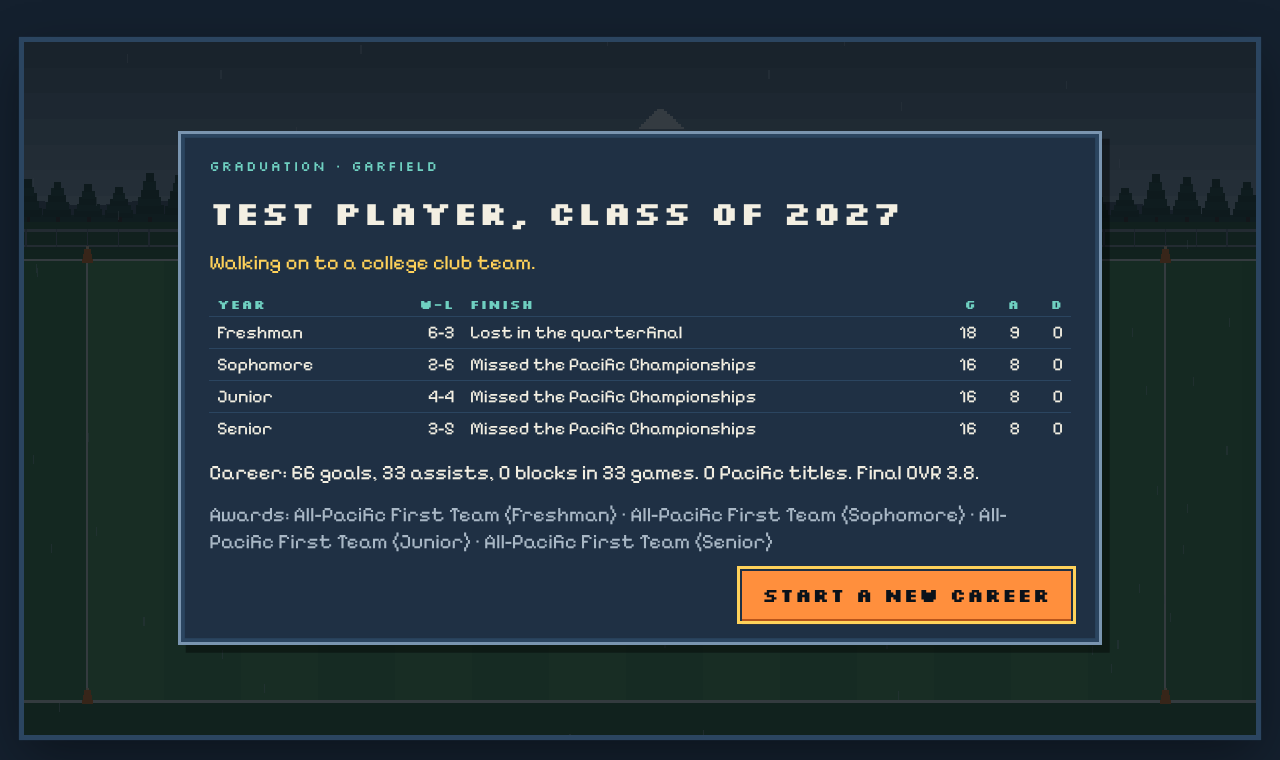 GRADUATION · GARFIELD
TEST PLAYER, CLASS OF 2027
Walking on to a college club team.
YEAR W-L FINISH G A D
Freshman 6-3 Lost in the quarterfinal 18 9 0
Sophomore 2-6 Missed the Pacific Championships 16 8 0
Junior 4-4 Missed the Pacific Championships 16 8 0
Senior 3-5 Missed the Pacific Championships 16 8 0
Career: 66 goals, 33 assists, 0 blocks in 33 games. 0 Pacific titles. Final OVR 3.8.
Awards: All-Pacific First Team (Freshman) · All-Pacific First Team (Sophomore) · All-
Pacific First Team (Junior) · All-Pacific First Team (Senior)
START A NEW CAREER